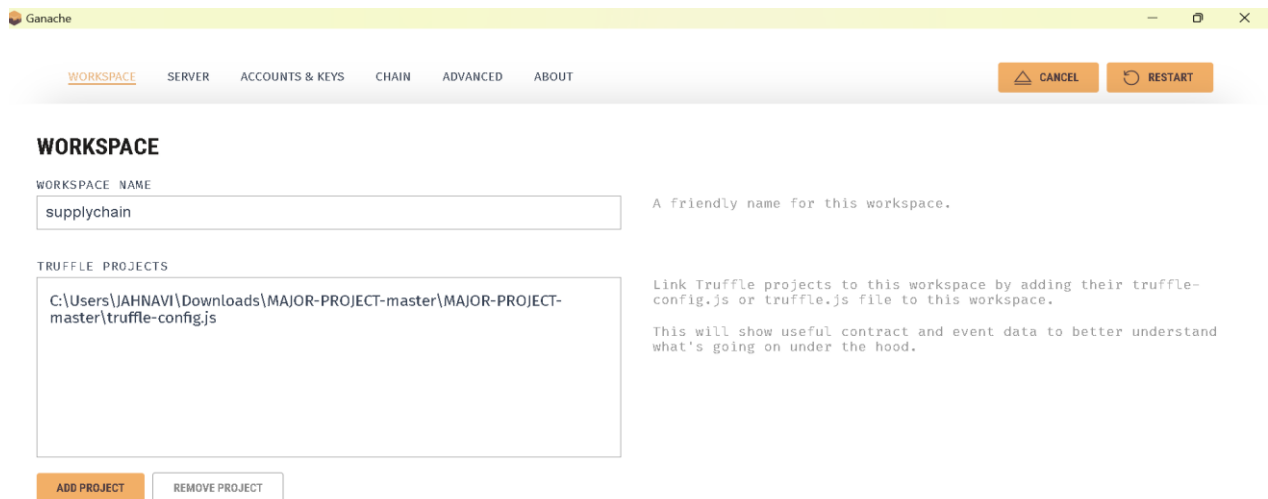 Ganache
WORKSPACE SERVER ACCOUNTS & KEYS CHAIN ADVANCED ABOUT
CANCEL RESTART
WORKSPACE
WORKSPACE NAME
supplychain
A friendly name for this workspace.
TRUFFLE PROJECTS
C:\Users\JAHNAVI\Downloads\MAJOR-PROJECT-master\MAJOR-PROJECT-
master\truffle-config.js
Link Truffle projects to this workspace by adding their truffle-
config.js or truffle.js file to this workspace.
This will show useful contract and event data to better understand
what's going on under the hood.
ADD PROJECT REMOVE PROJECT